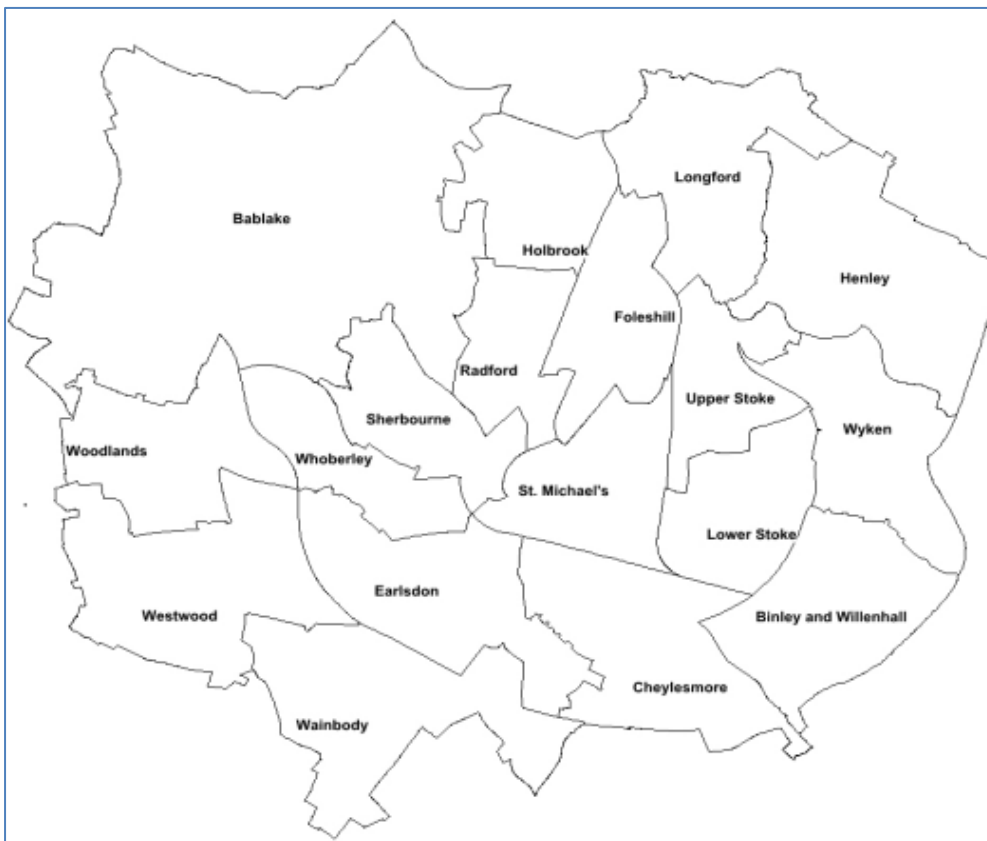 Longford
Bablake
Holbrook
Henley
Foleshill
Radford
Upper Stoke
Sherbourne
Wyken
Woodlands
Whoberley
St. Michael's
Lower Stoke
Earlsdon
Westwood
Binley and Willenhall
Cheylesmore
Wainbody